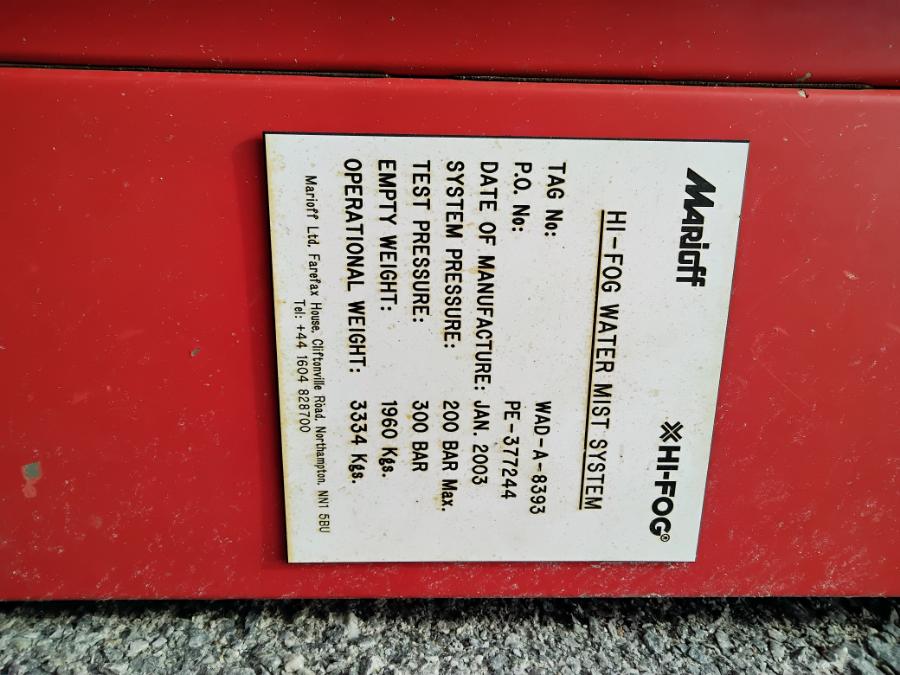 MARiOff HI-FOG®
HI-FOG WATER MIST SYSTEM
TAG No: WAD-A-8393
P.O. No: PE-377244
DATE OF MANUFACTURE: JAN. 2003
SYSTEM PRESSURE: 200 BAR Max.
TEST PRESSURE: 300 BAR
EMPTY WEIGHT: 1960 Kgs.
OPERATIONAL WEIGHT: 3334 Kgs.
Marioff Ltd, Farefax House, Cliftonville Road, Northampton, NN1 5BU
Tel: +44 1604 828700